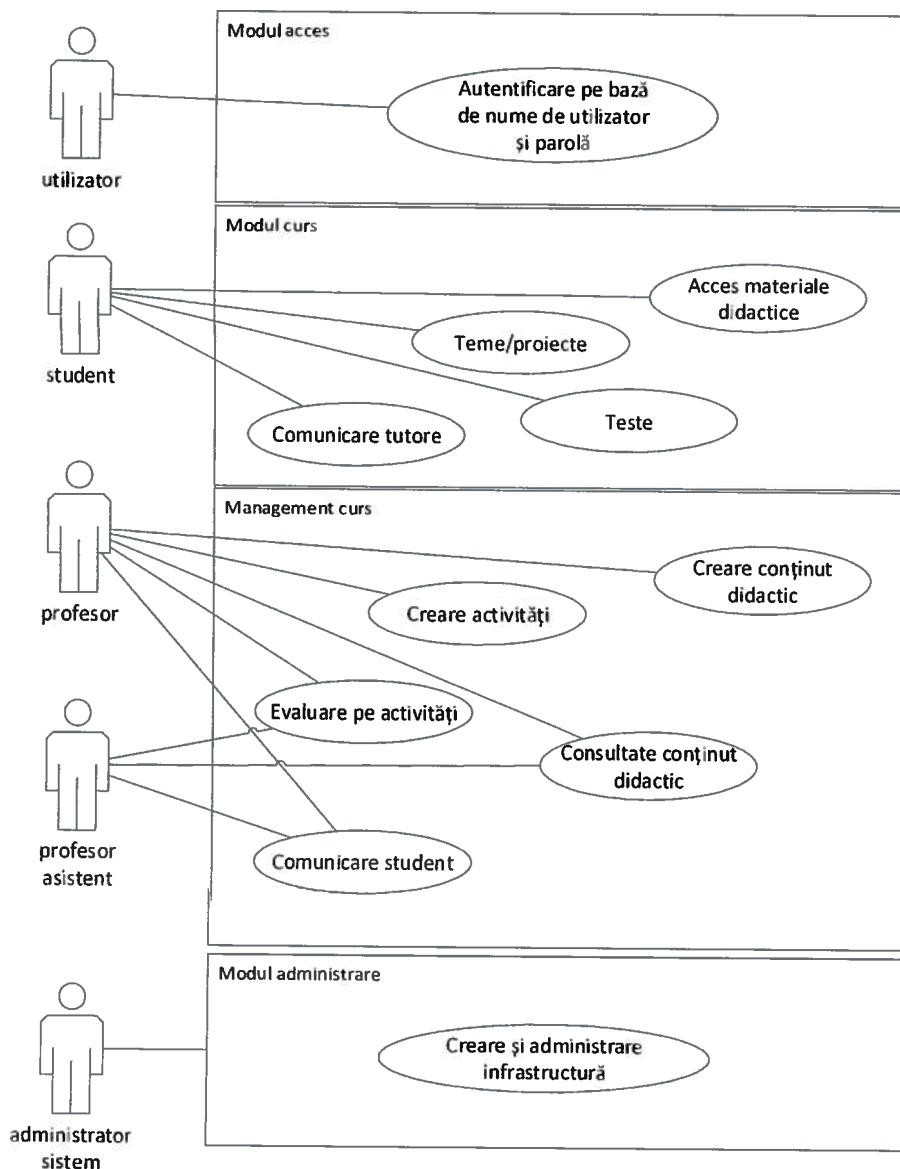 Modul acces
Autentificare pe bază
de nume de utilizator
și parolă
utilizator
Modul curs
Acces materiale
didactice
Teme/proiecte
student
Teste
Comunicare tutore
Management curs
Creare conținut
didactic
Creare activități
profesor
Evaluare pe activități
Consultate conținut
didactic
Comunicare student
profesor
asistent
Modul administrare
Creare și administrare
infrastructură
administrator
sistem